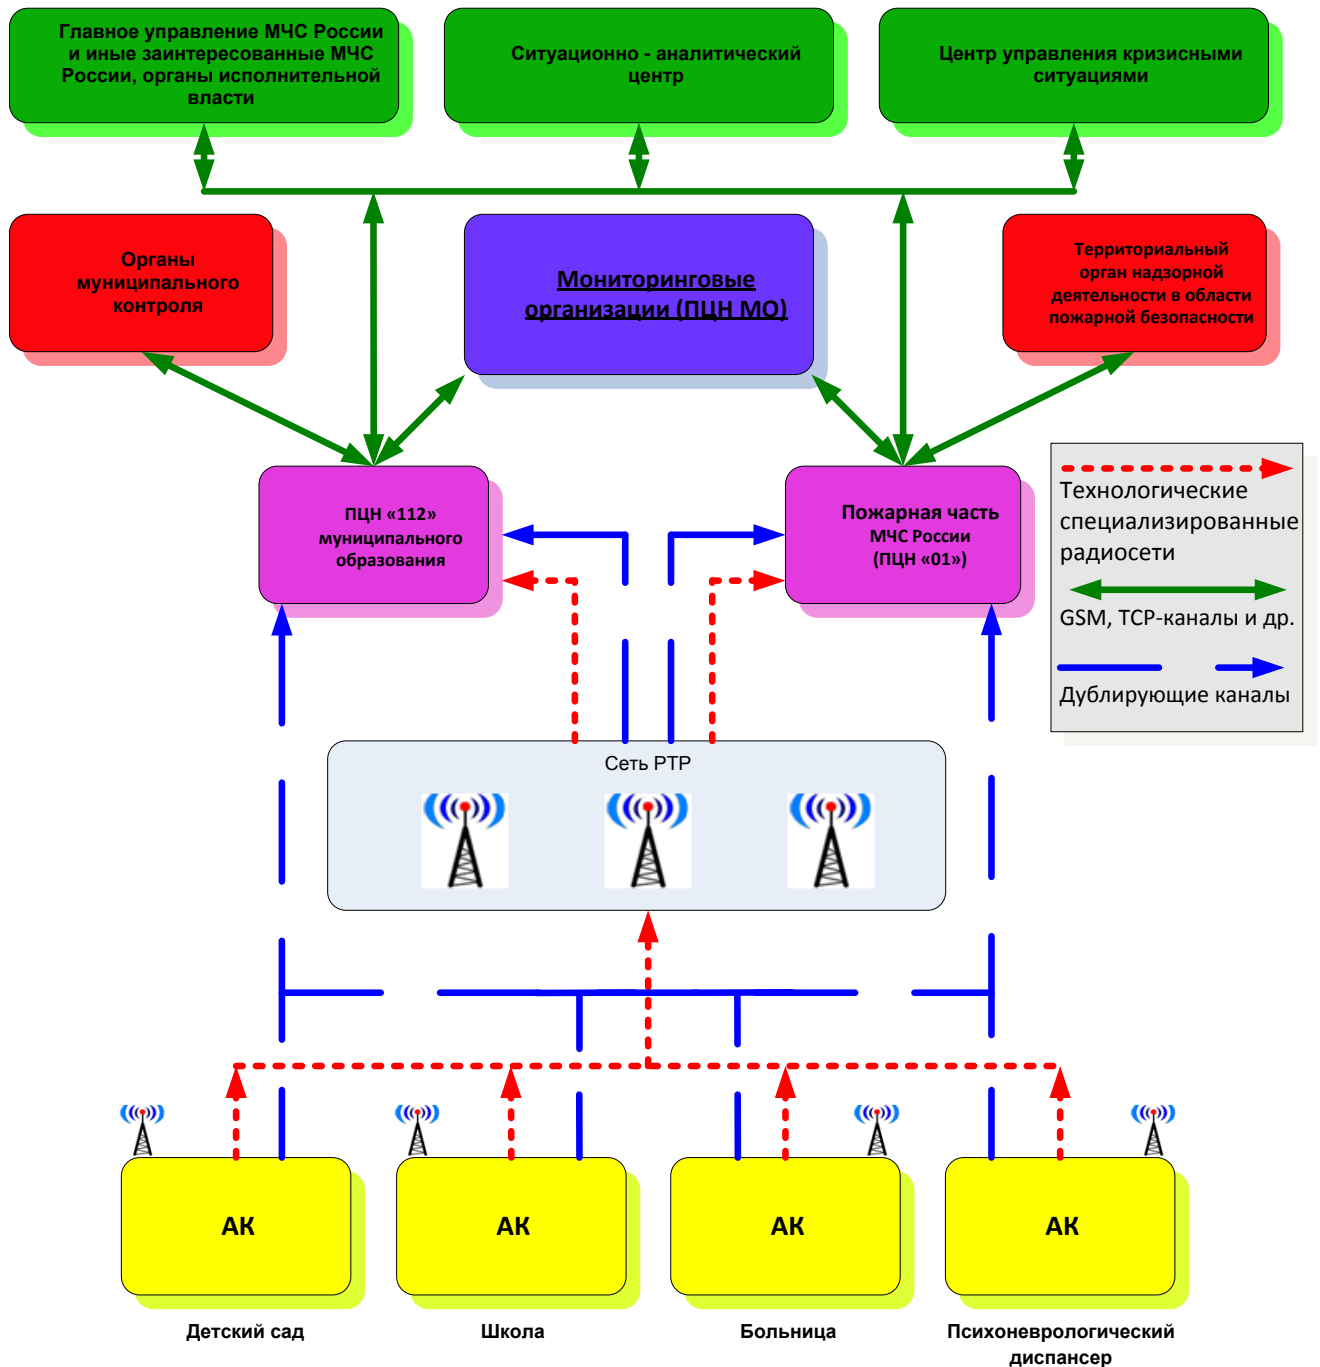 Главное управление МЧС России
и иные заинтересованные МЧС
России, органы исполнительной
власти
Ситуационно - аналитический
центр
Центр управления кризисными
ситуациями
Органы
муниципального
контроля
Мониторинговые
организации (ПЦН МО)
Территориальный
орган надзорной
деятельности в области
пожарной безопасности
ПЦН «112»
муниципального
образования
Пожарная часть
МЧС России
(ПЦН «01»)
Технологические
специализированные
радиосети
GSM, TCP-каналы и др.
Дублирующие каналы
Сеть РТР
АК
АК
АК
АК
Детский сад
Школа
Больница
Психоневрологический
диспансер